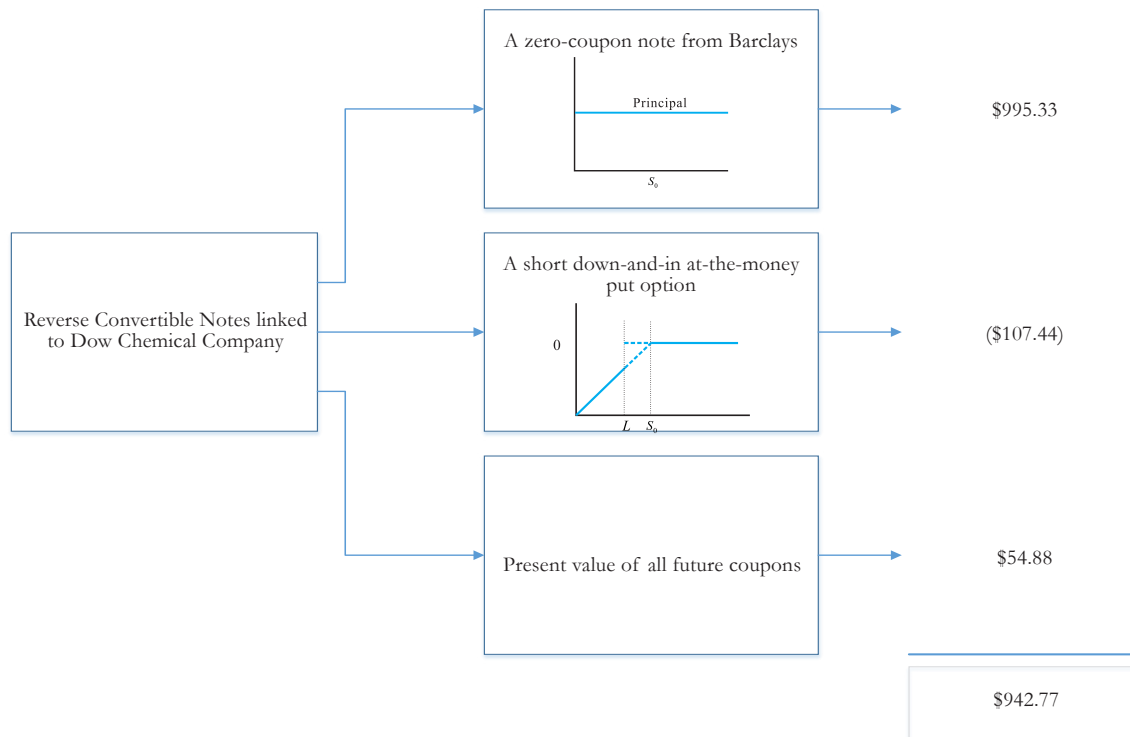 A zero-coupon note from Barclays
Principal
S₀
$995.33
Reverse Convertible Notes linked
to Dow Chemical Company
A short down-and-in at-the-money
put option
0
L S₀
($107.44)
Present value of all future coupons
$54.88
$942.77